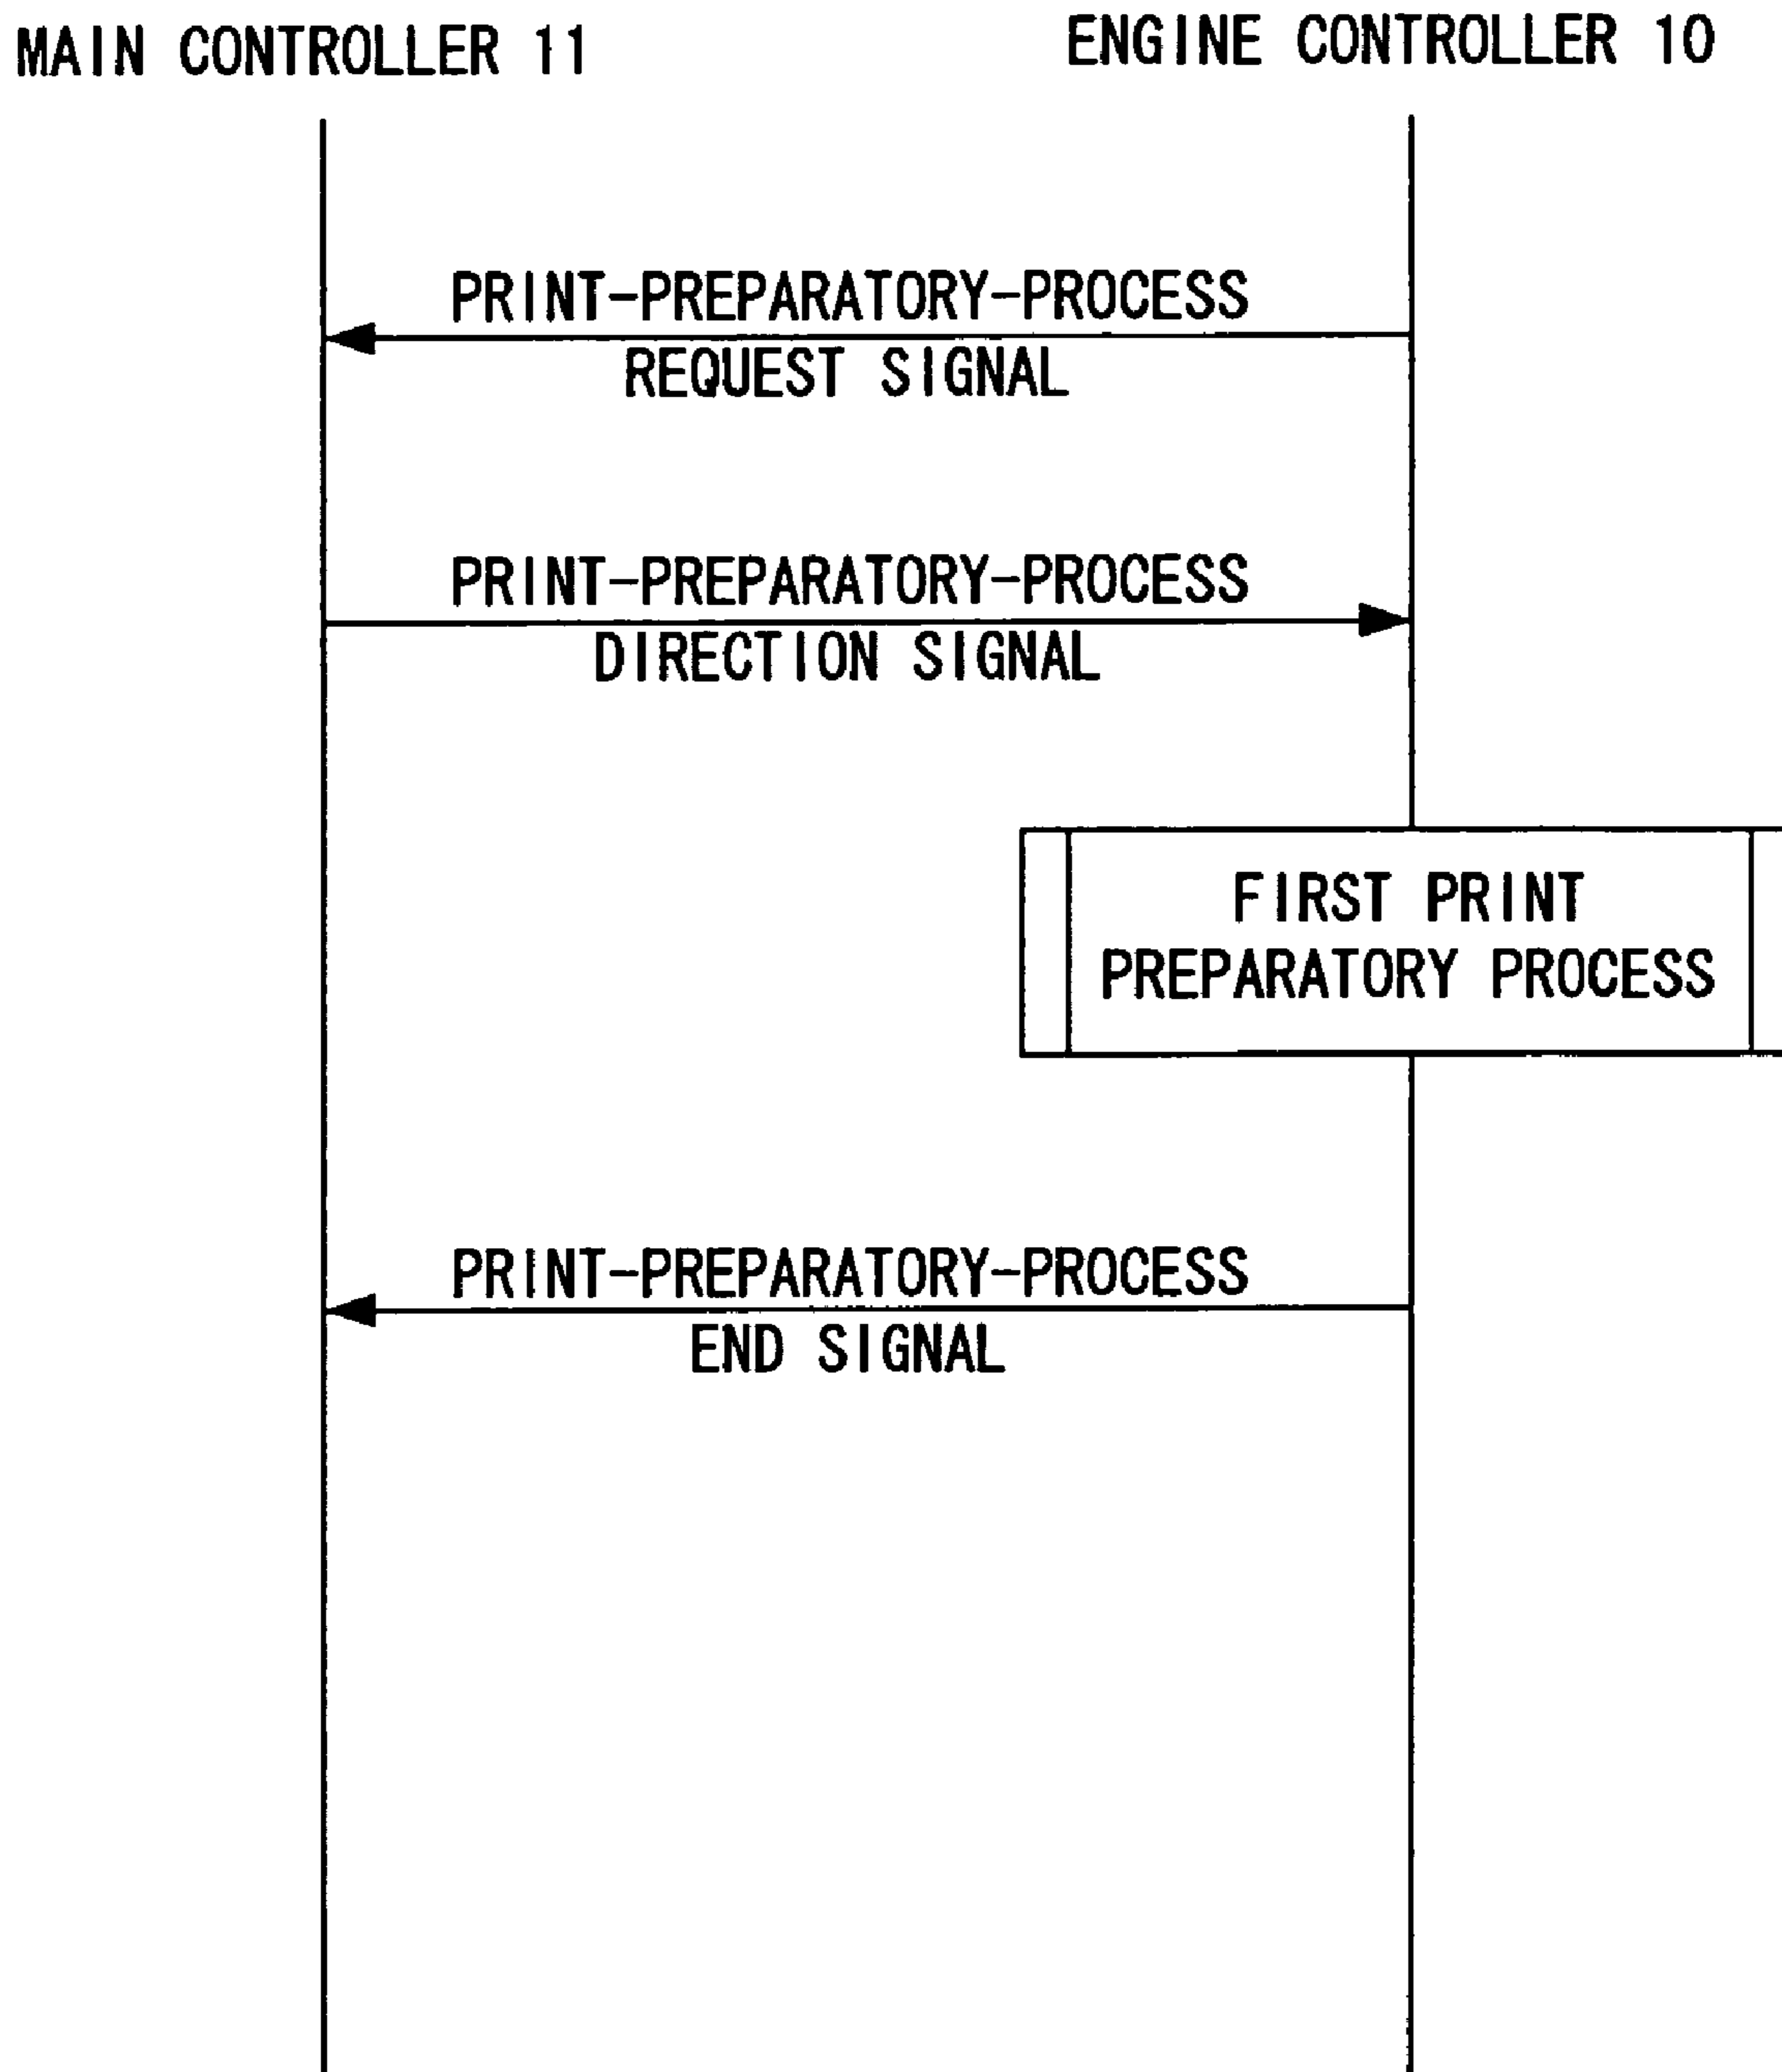 MAIN CONTROLLER 11
ENGINE CONTROLLER 10
PRINT-PREPARATORY-PROCESS
REQUEST SIGNAL
PRINT-PREPARATORY-PROCESS
DIRECTION SIGNAL
FIRST PRINT
PREPARATORY PROCESS
PRINT-PREPARATORY-PROCESS
END SIGNAL